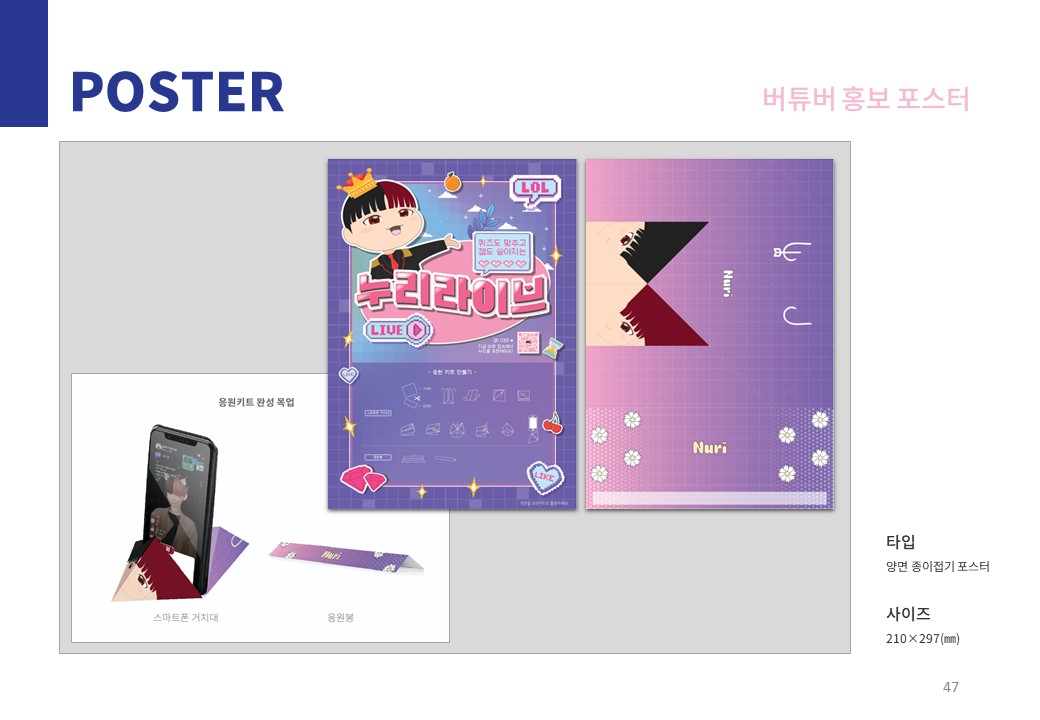 POSTER
버튜버 홍보 포스터
LOL
퀴즈도 맞추고
잼도 쏟아지는
누리라이브
LIVE
- 응원 키트 만들기 -
LIKE
Nuri
Nuri
응원키트 완성 목업
Nuri
스마트폰 거치대
응원봉
타입
양면 종이접기 포스터
사이즈
210×297(㎜)
47